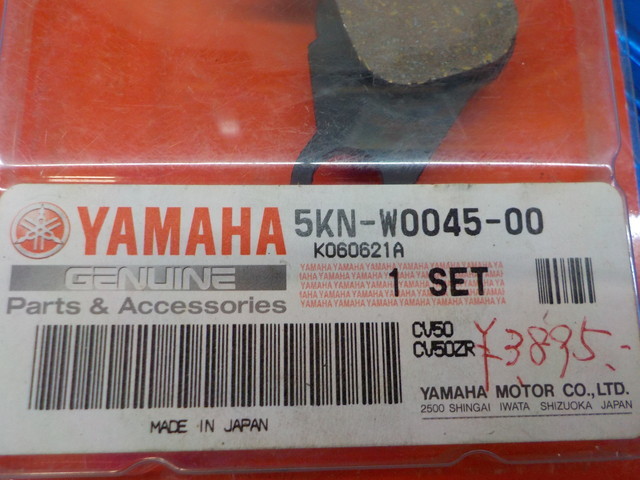 YAMAHA 5KN-W0045-00
K060621A
GENUINE
YAMAHA YAMAHA YAMAHA YAMAHA YAMAHA YA
1 SET
Parts & Accessories
CV50
CV50ZR ¥3895.-
YAMAHA MOTOR CO.,LTD.
2500 SHINGAI IWATA SHIZUOKA JAPAN
MADE IN JAPAN